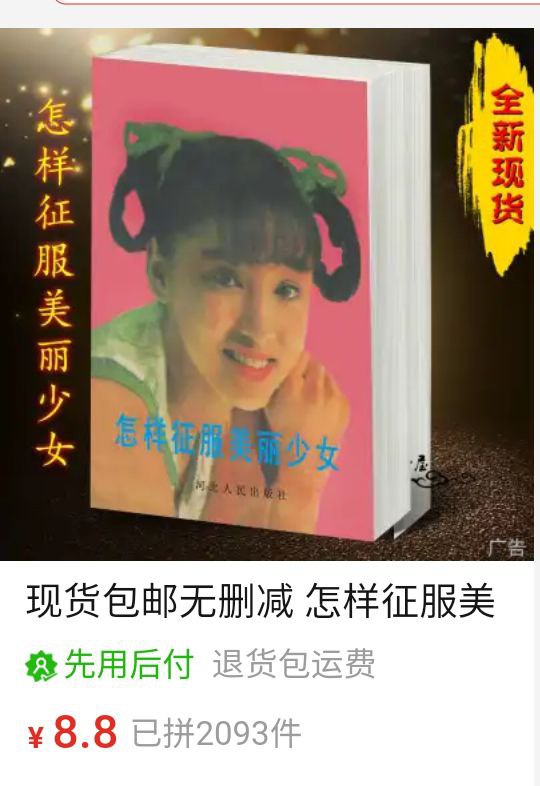 怎样征服美丽少女
全新现货
怎样征服美丽少女
河北人民出版社
广告
现货包邮无删减 怎样征服美
先用后付 退货包运费
¥8.8 已拼2093件